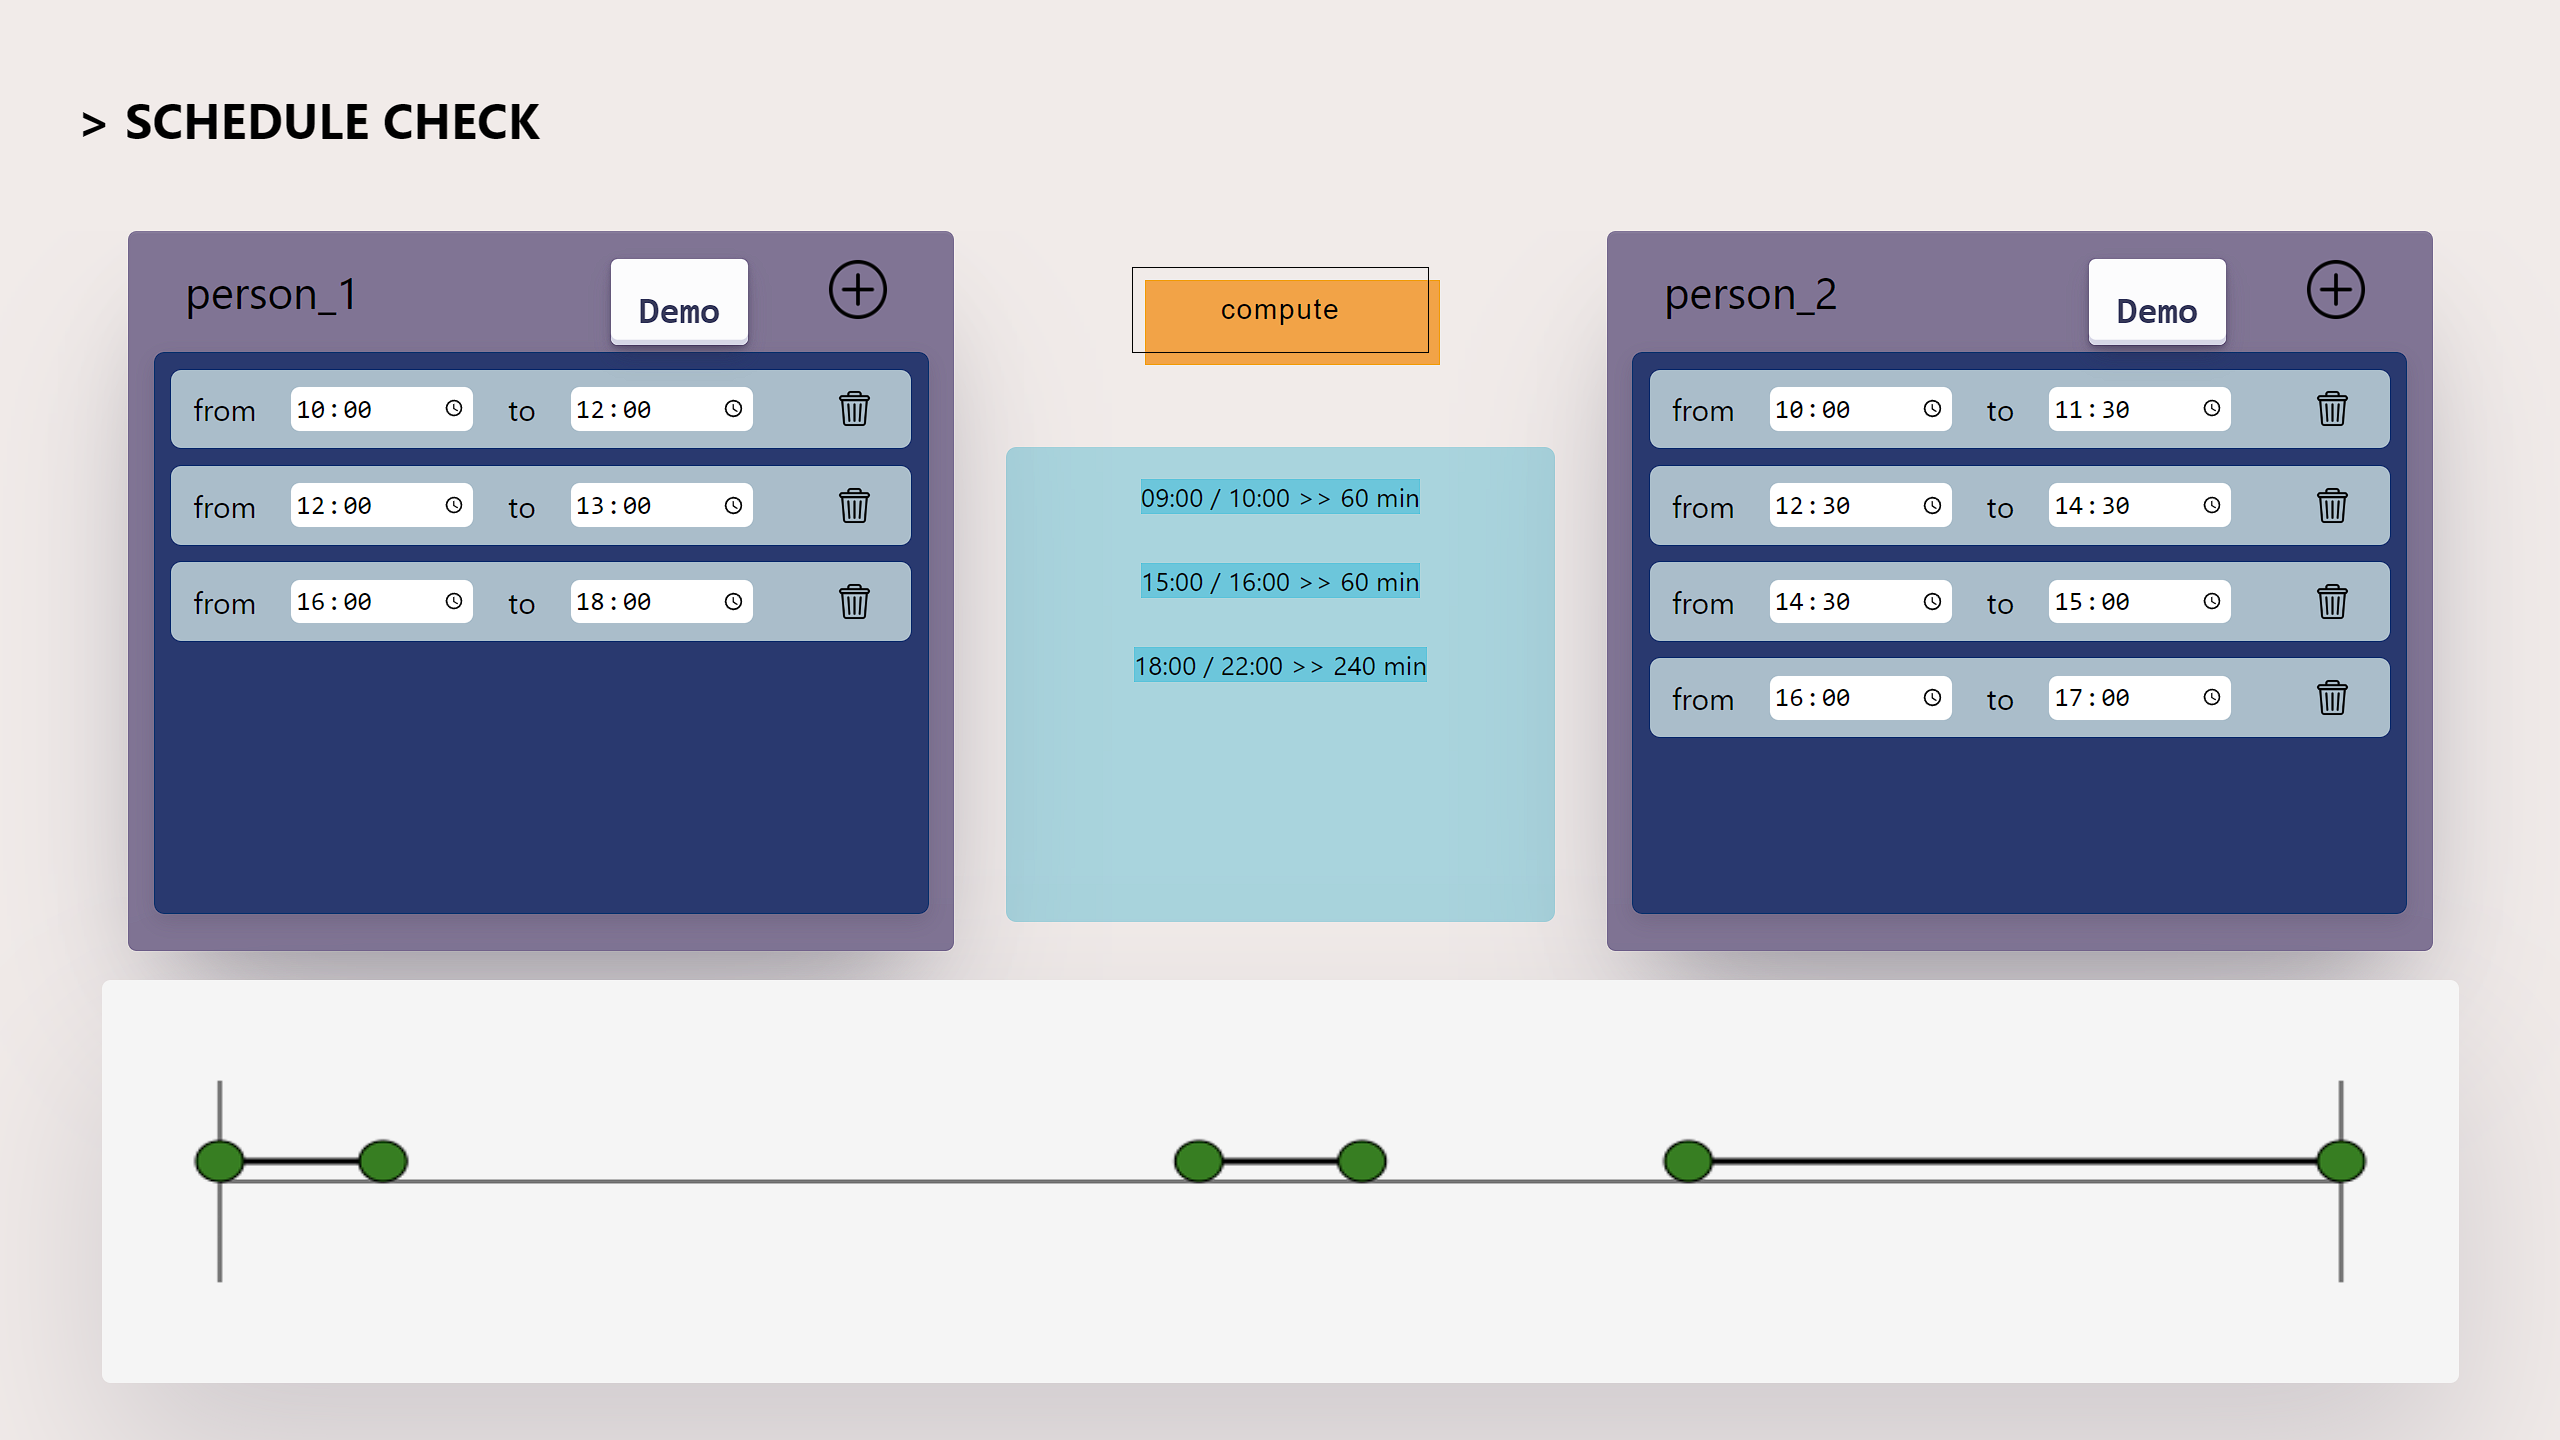 > SCHEDULE CHECK
person_1
Demo
from 10:00 to 12:00
from 12:00 to 13:00
from 16:00 to 18:00
compute
09:00 / 10:00 >> 60 min
15:00 / 16:00 >> 60 min
18:00 / 22:00 >> 240 min
person_2
Demo
from 10:00 to 11:30
from 12:30 to 14:30
from 14:30 to 15:00
from 16:00 to 17:00